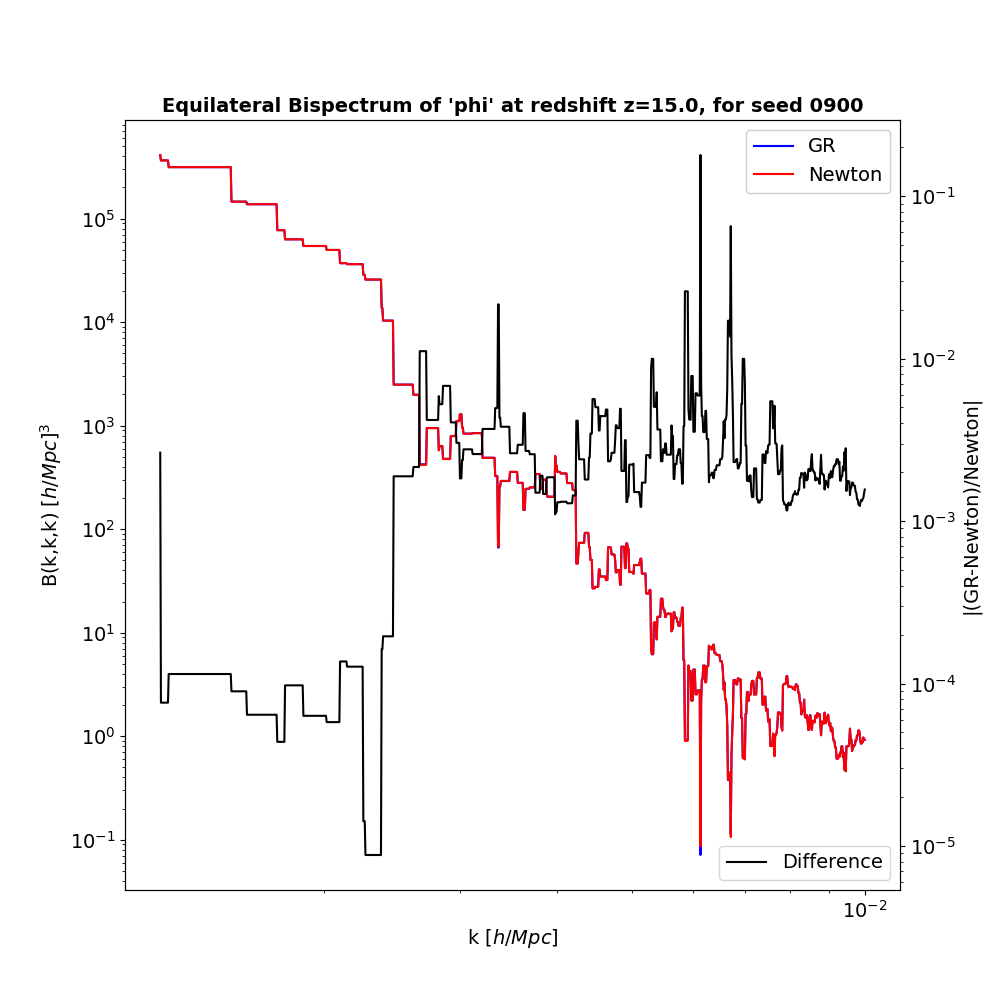 Equilateral Bispectrum of 'phi' at redshift z=15.0, for seed 0900
GR
Newton
10^5
10^4
10^3
10^2
10^1
10^0
10^−1
B(k,k,k) [h/Mpc]^3
10^−1
10^−2
10^−3
10^−4
10^−5
|(GR-Newton)/Newton|
Difference
10^−2
k [h/Mpc]